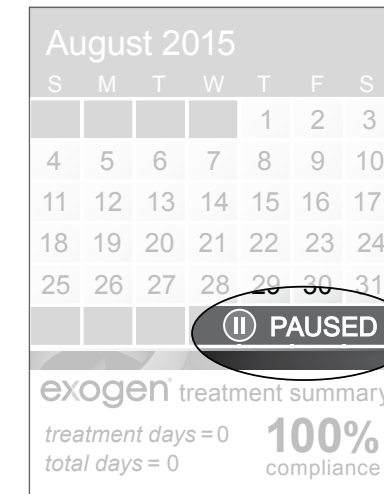 August 2015
S M T W T F S
1 2 3
4 5 6 7 8 9 10
11 12 13 14 15 16 17
18 19 20 21 22 23 24
25 26 27 28 29 30 31
PAUSED
exogen® treatment summary
treatment days = 0
total days = 0
100%
compliance